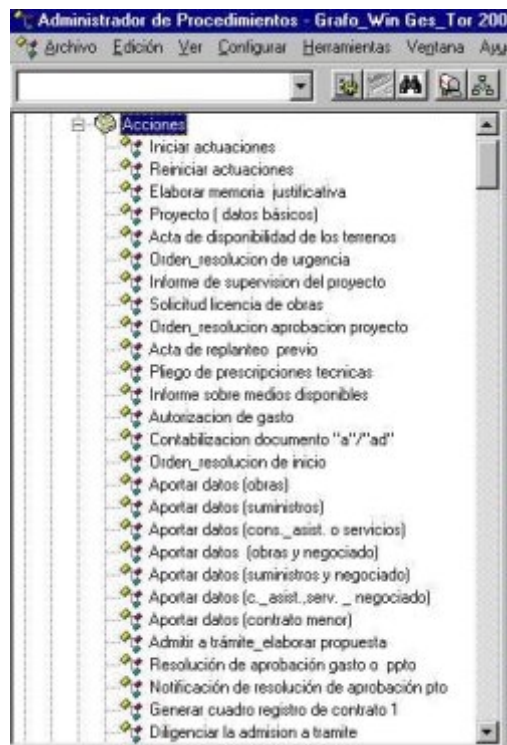 Administrador de Procedimientos - Grafo_Win Ges_Tor 200
Archivo Edición Ver Configurar Herramientas Ventana Ayu
Acciones
Iniciar actuaciones
Reiniciar actuaciones
Elaborar memoria justificativa
Proyecto ( datos básicos)
Acta de disponibilidad de los terrenos
Orden_resolucion de urgencia
Informe de supervision del proyecto
Solicitud licencia de obras
Orden_resolucion aprobacion proyecto
Acta de replanteo previo
Pliego de prescripciones tecnicas
Informe sobre medios disponibles
Autorizacion de gasto
Contabilizacion documento "a"/"ad"
Orden_resolucion de inicio
Aportar datos (obras)
Aportar datos (suministros)
Aportar datos (cons._asist. o servicios)
Aportar datos (obras y negociado)
Aportar datos (suministros y negociado)
Aportar datos (c._asist.,serv. _ negociado)
Aportar datos (contrato menor)
Admitir a trámite_elaborar propuesta
Resolución de aprobación gasto o ppto
Notificación de resolución de aprobación pto
Generar cuadro registro de contrato 1
Diligenciar la admision a tramite